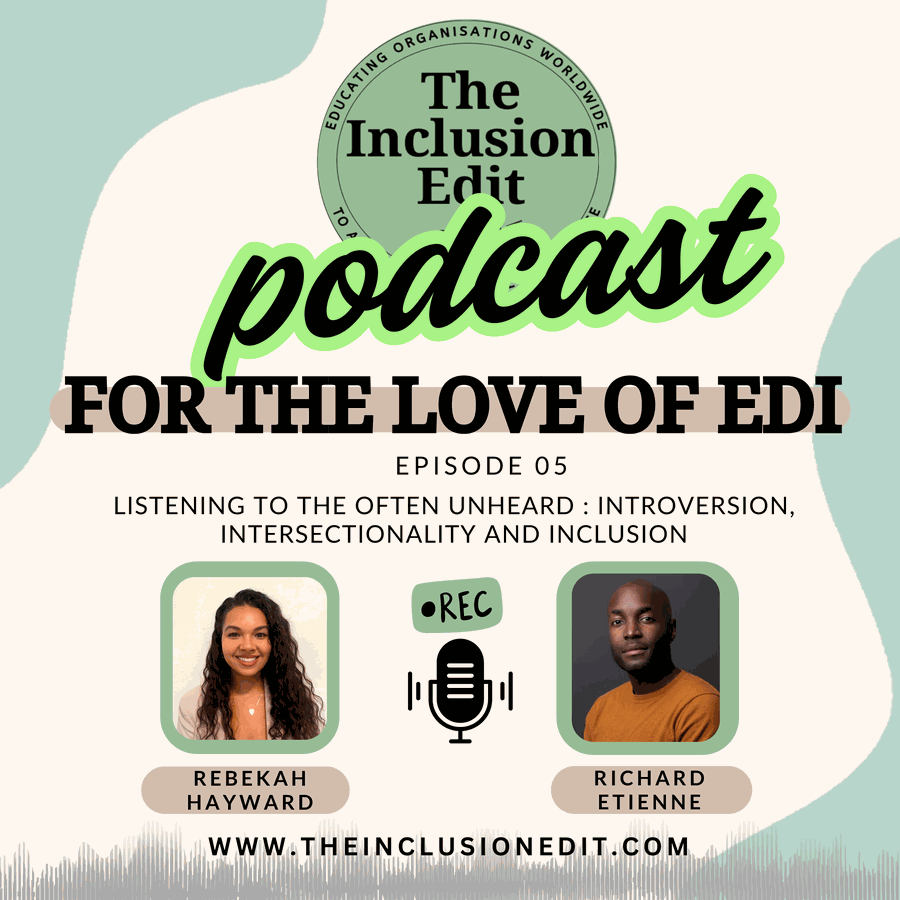 EDUCATING ORGANISATIONS WORLDWIDE
The
Inclusion
Edit
TO
podcast
FOR THE LOVE OF EDI
EPISODE 05
LISTENING TO THE OFTEN UNHEARD : INTROVERSION,
INTERSECTIONALITY AND INCLUSION
REC
REBEKAH
HAYWARD
RICHARD
ETIENNE
WWW.THEINCLUSIONEDIT.COM